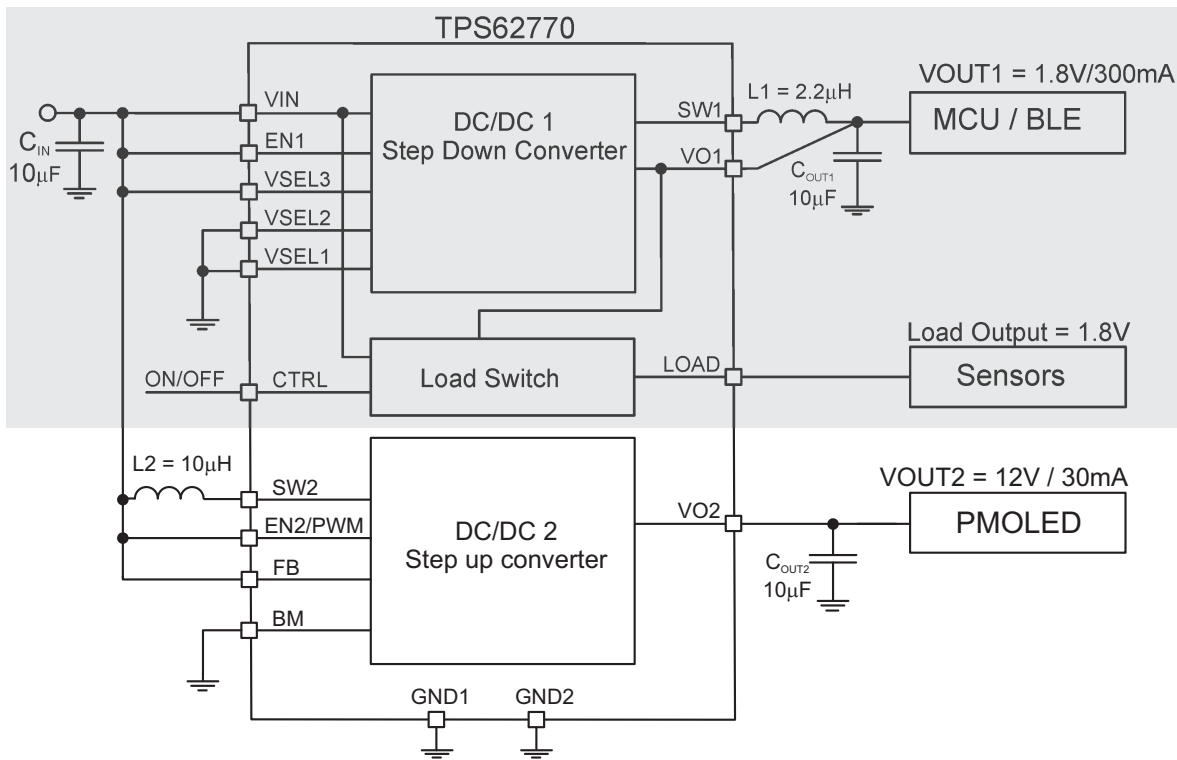 TPS62770
VIN
EN1
VSEL3
VSEL2
VSEL1
C_IN
10μF
DC/DC 1
Step Down Converter
SW1
VO1
L1 = 2.2μH
C_OUT1
10μF
VOUT1 = 1.8V/300mA
MCU / BLE
ON/OFF
CTRL
Load Switch
LOAD
Load Output = 1.8V
Sensors
L2 = 10μH
SW2
EN2/PWM
FB
BM
DC/DC 2
Step up converter
VO2
C_OUT2
10μF
VOUT2 = 12V / 30mA
PMOLED
GND1
GND2